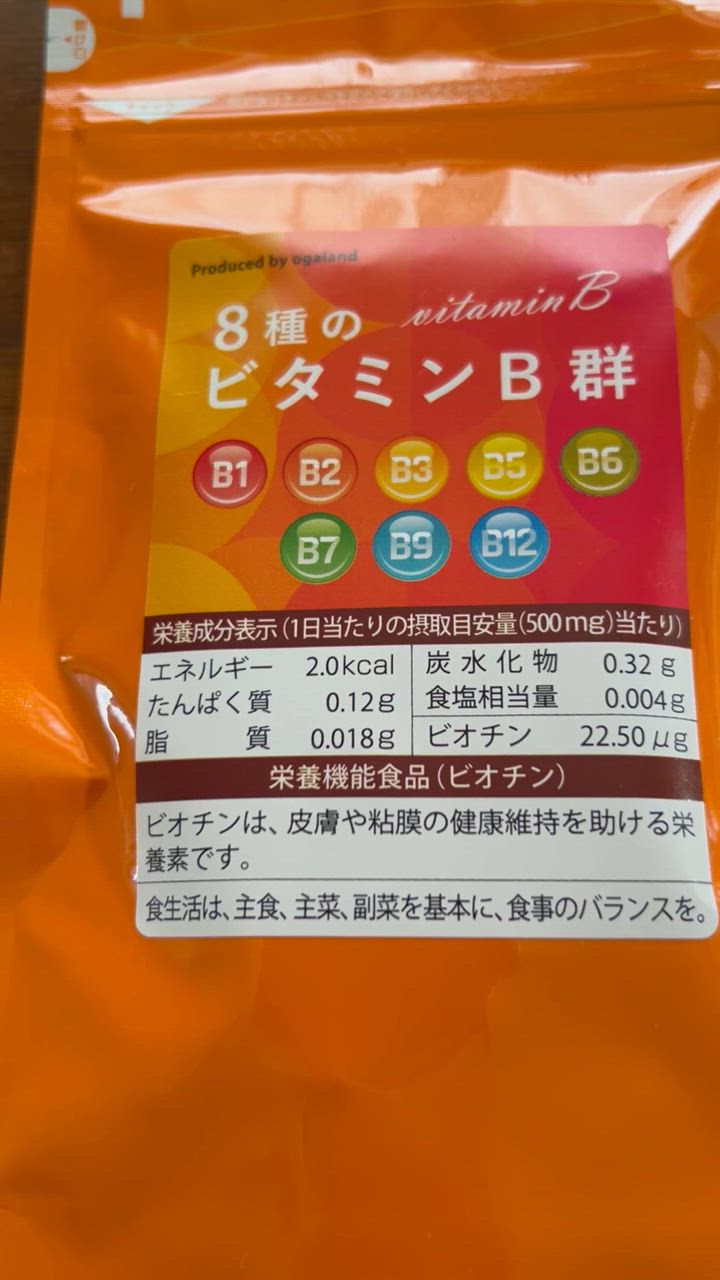 Produced by ogaland
vitamin B
8種の
ビタミンB群
B1 B2 B3 B5 B6
B7 B9 B12
栄養成分表示(1日当たりの摂取目安量(500mg)当たり)
エネルギー 2.0kcal 炭水化物 0.32g
たんぱく質 0.12g 食塩相当量 0.004g
脂質 0.018g ビオチン 22.50μg
栄養機能食品(ビオチン)
ビオチンは、皮膚や粘膜の健康維持を助ける栄
養素です。
食生活は、主食、主菜、副菜を基本に、食事のバランスを。